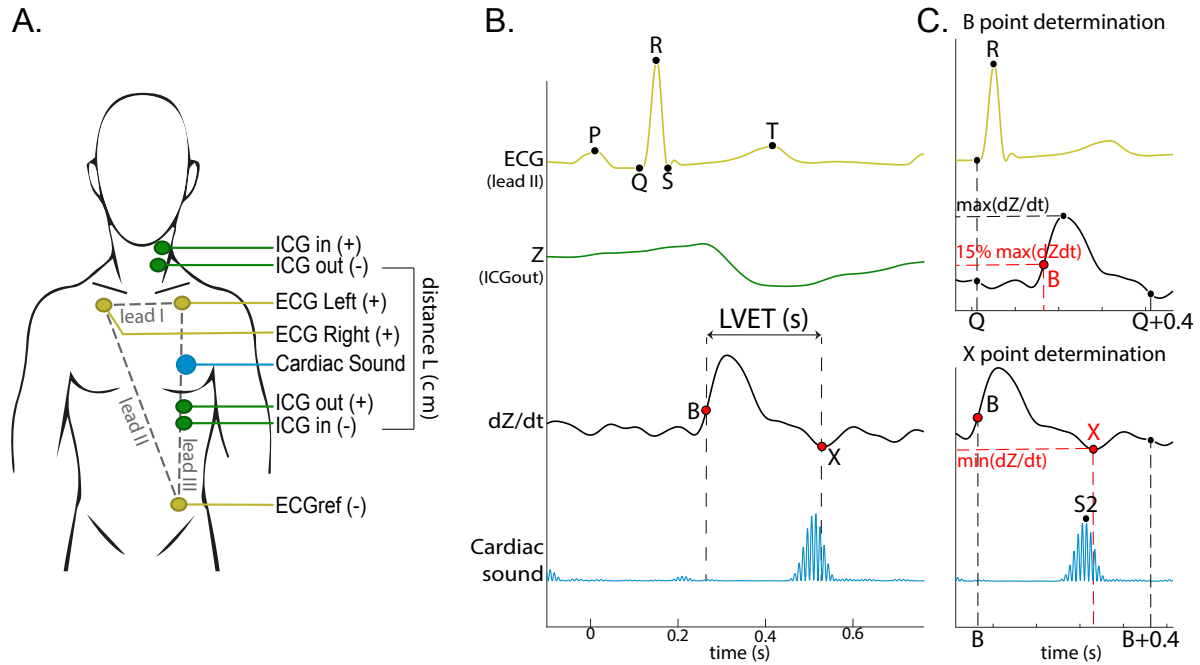 A.
ICG in (+)
ICG out (-)
ECG Left (+)
ECG Right (+)
Cardiac Sound
ICG out (+)
ICG in (-)
ECGref (-)
distance L (c m)
lead I
lead II
lead III
B.
R
P
T
Q
S
ECG
(lead II)
Z
(ICGout)
LVET (s)
dZ/dt
B
X
Cardiac
sound
0
0.2
0.4
0.6
time (s)
C.
B point determination
R
max(dZ/dt)
15% max(dZdt)
B
Q
Q+0.4
X point determination
B
X
min(dZ/dt)
S2
B
B+0.4
time (s)